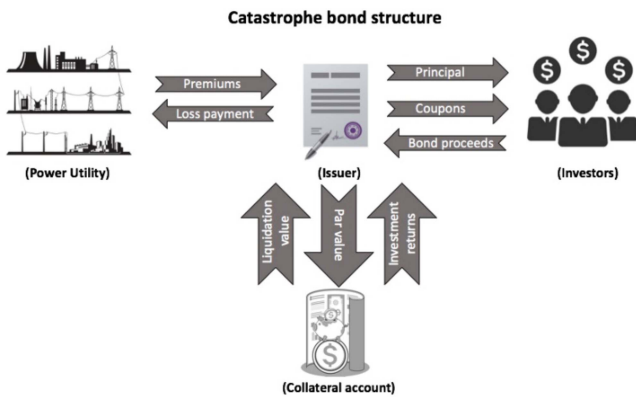 Catastrophe bond structure
Premiums
Loss payment
Principal
Coupons
Bond proceeds
(Power Utility)
(Issuer)
(Investors)
Liquidation
value
Par value
Investment
returns
(Collateral account)